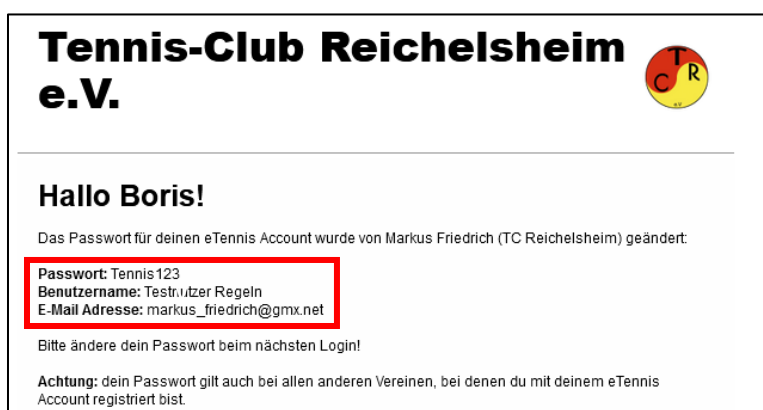 Tennis-Club Reichelsheim
e.V.
T
C R
e.V
Hallo Boris!
Das Passwort für deinen eTennis Account wurde von Markus Friedrich (TC Reichelsheim) geändert:
Passwort: Tennis123
Benutzername: Testnutzer Regeln
E-Mail Adresse: markus_friedrich@gmx.net
Bitte ändere dein Passwort beim nächsten Login!
Achtung: dein Passwort gilt auch bei allen anderen Vereinen, bei denen du mit deinem eTennis
Account registriert bist.